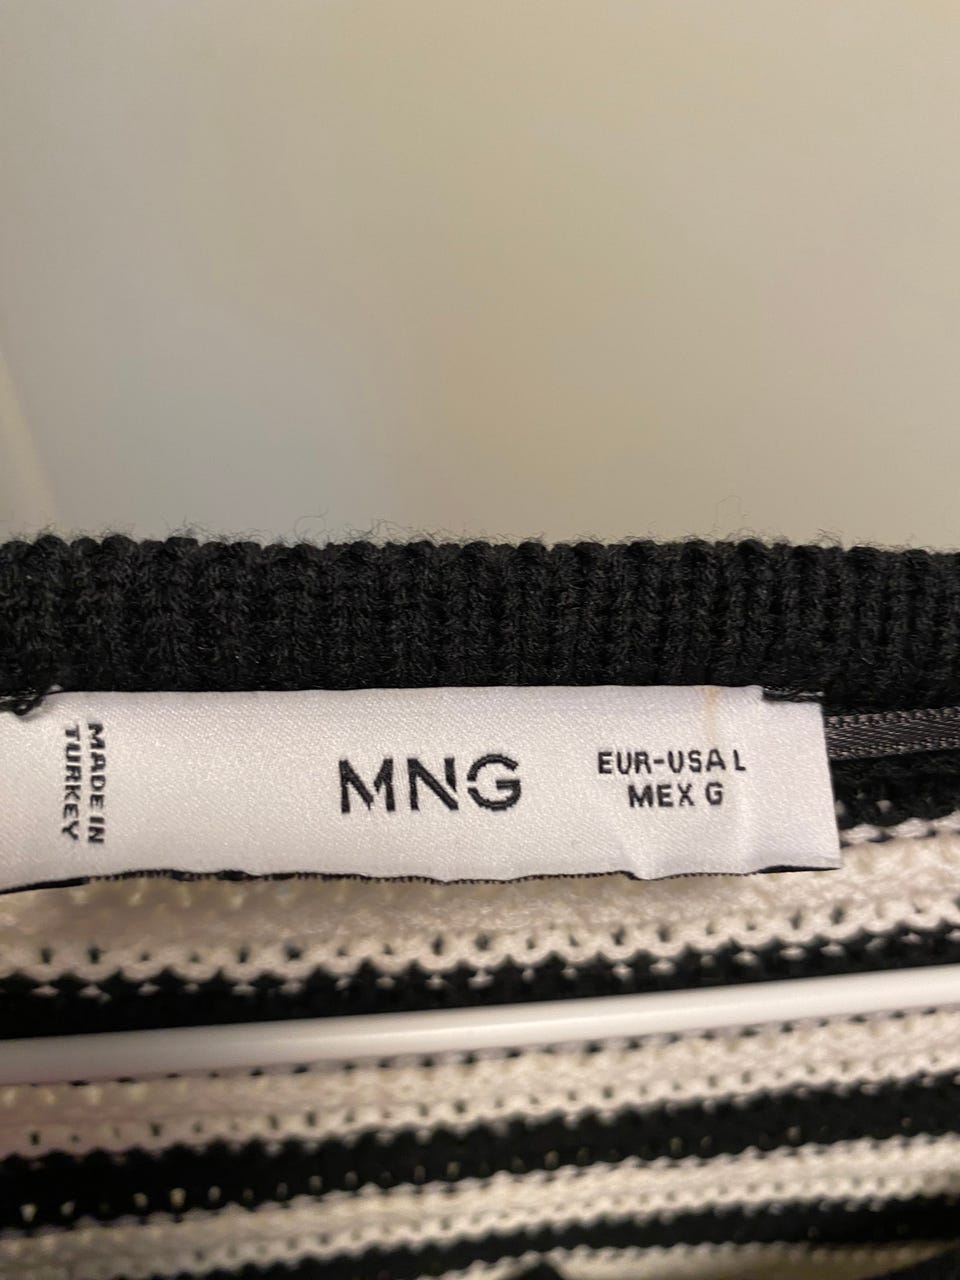 MADE IN
TURKEY
MNG
EUR-USA L
MEX G